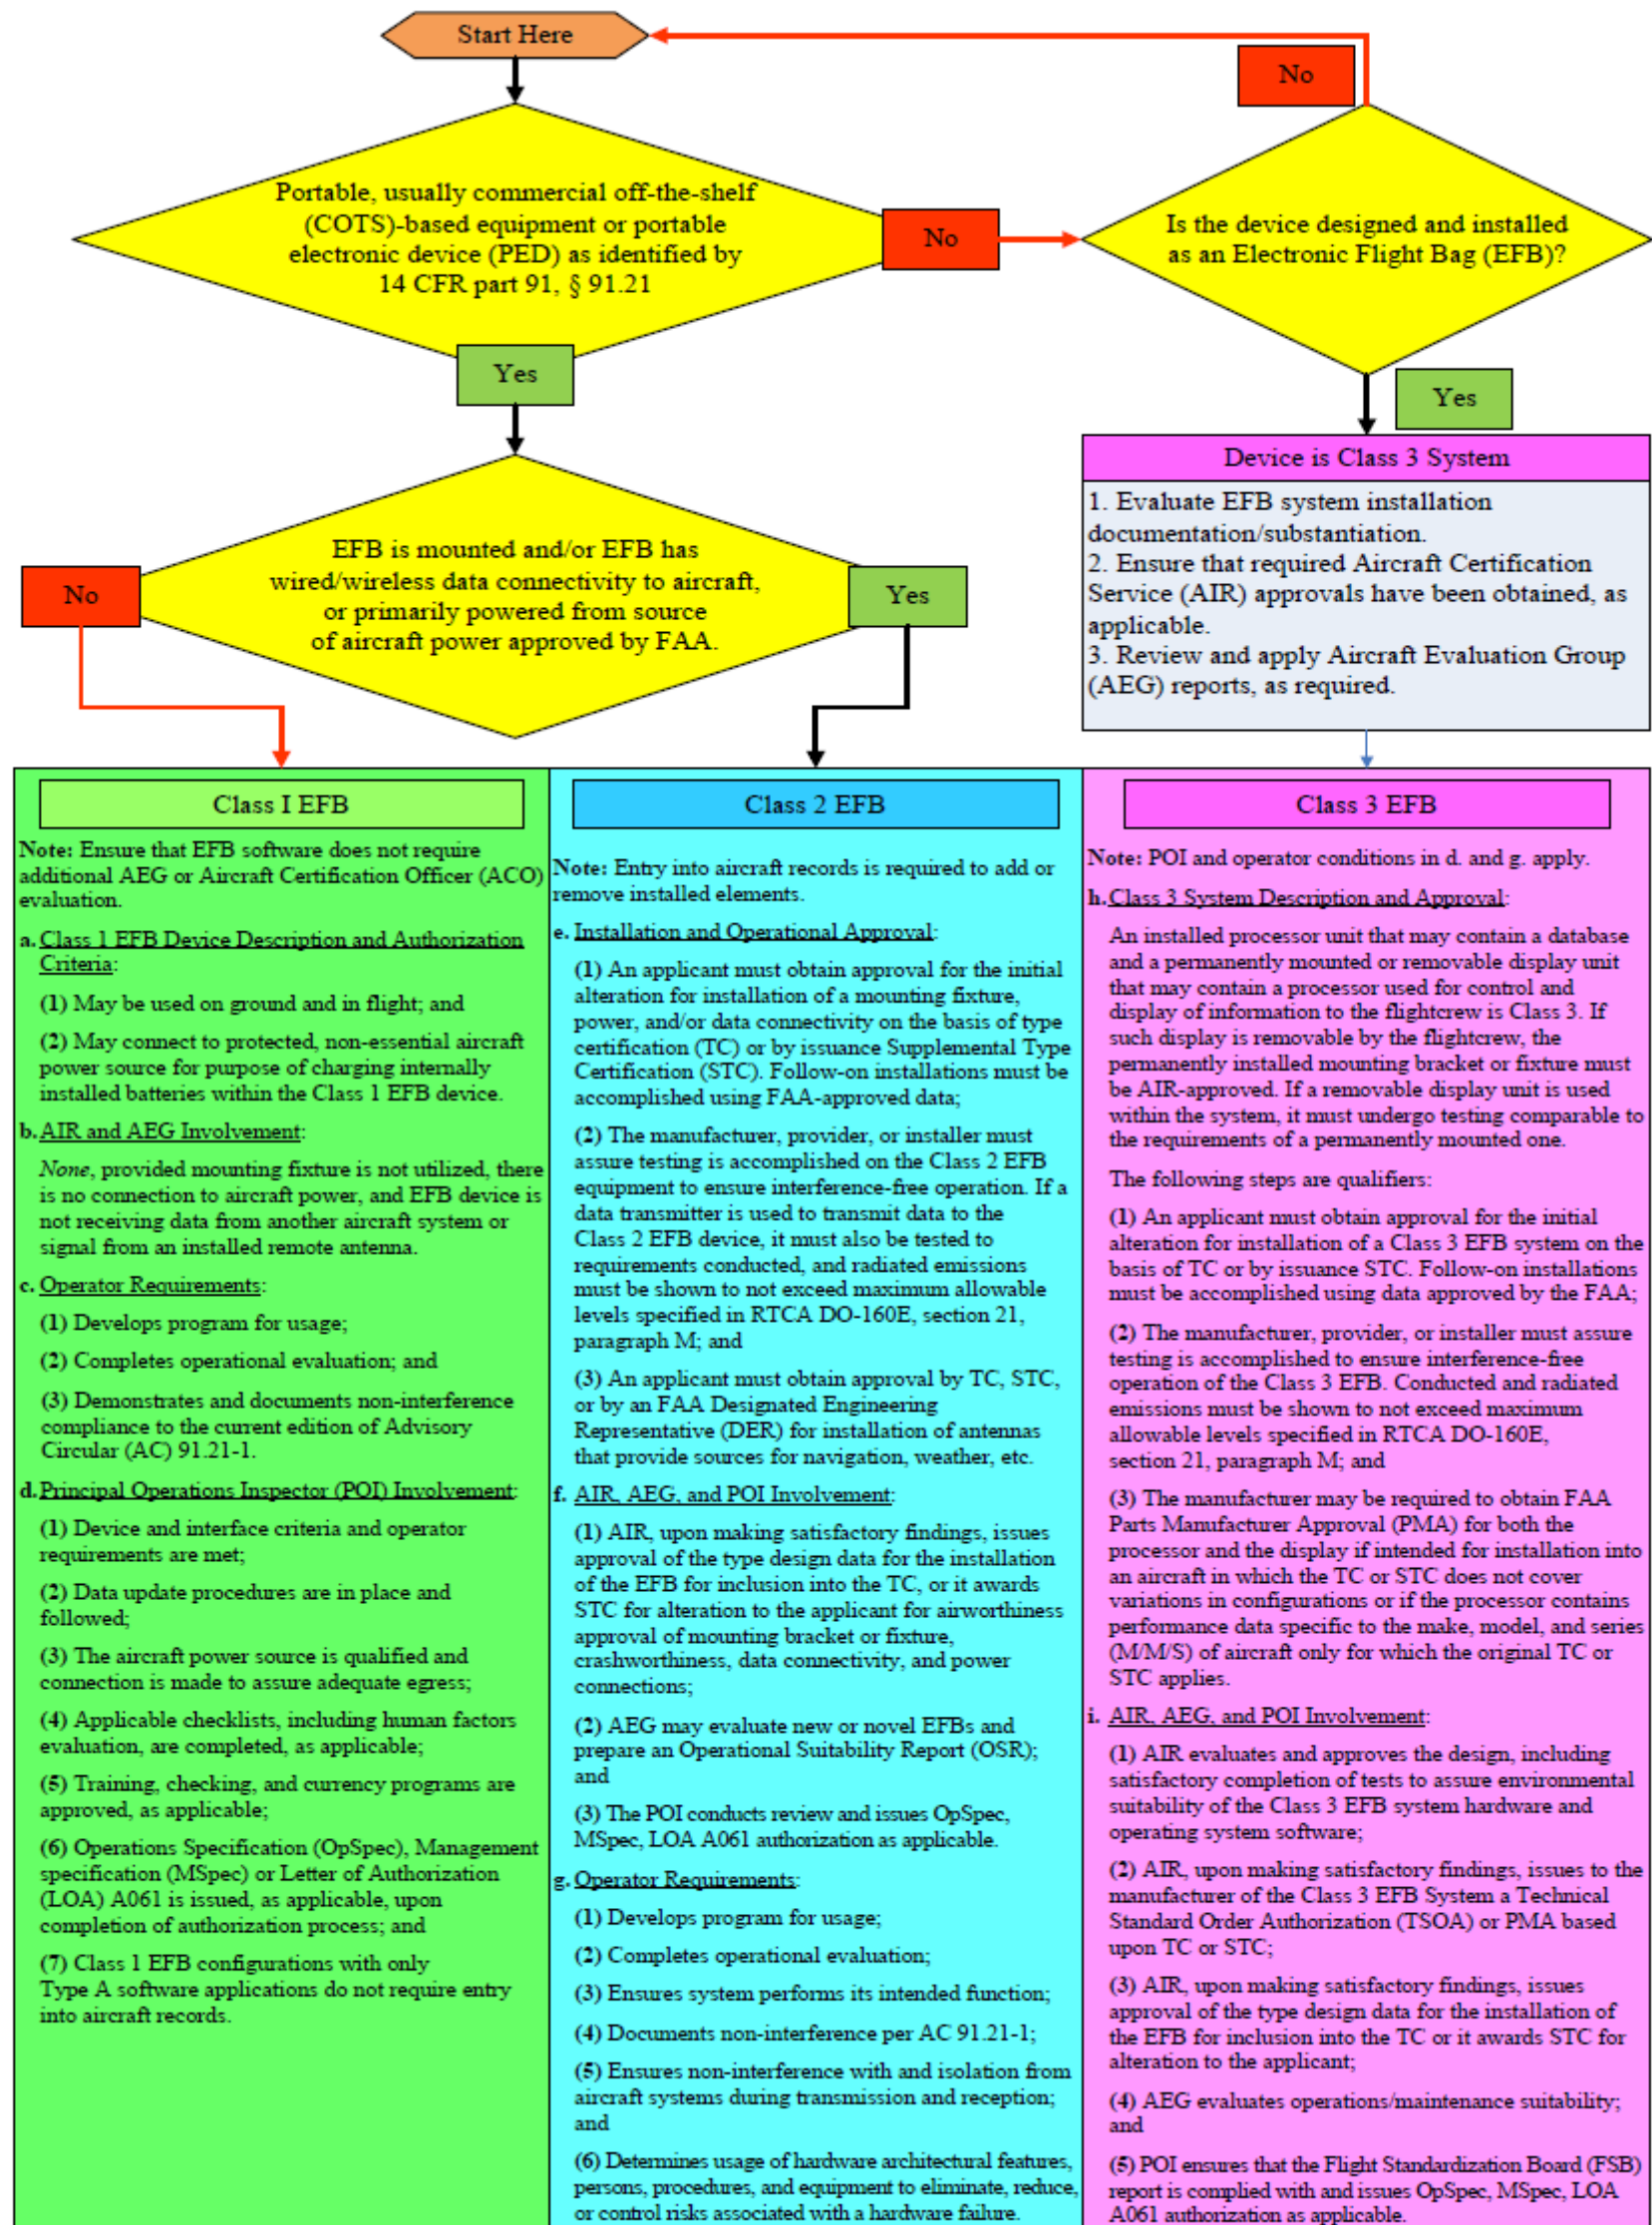 Start Here
No
Portable, usually commercial off-the-shelf
(COTS)-based equipment or portable
electronic device (PED) as identified by
14 CFR part 91, § 91.21
No
Is the device designed and installed
as an Electronic Flight Bag (EFB)?
Yes
Yes
EFB is mounted and/or EFB has
wired/wireless data connectivity to aircraft,
or primarily powered from source
of aircraft power approved by FAA.
No
Yes
Device is Class 3 System
1. Evaluate EFB system installation
documentation/substantiation.
2. Ensure that required Aircraft Certification
Service (AIR) approvals have been obtained, as
applicable.
3. Review and apply Aircraft Evaluation Group
(AEG) reports, as required.
Class I EFB
Note: Ensure that EFB software does not require
additional AEG or Aircraft Certification Officer (ACO)
evaluation.
a. Class 1 EFB Device Description and Authorization
Criteria:
(1) May be used on ground and in flight; and
(2) May connect to protected, non-essential aircraft
power source for purpose of charging internally
installed batteries within the Class 1 EFB device.
b. AIR and AEG Involvement:
None, provided mounting fixture is not utilized, there
is no connection to aircraft power, and EFB device is
not receiving data from another aircraft system or
signal from an installed remote antenna.
c. Operator Requirements:
(1) Develops program for usage;
(2) Completes operational evaluation; and
(3) Demonstrates and documents non-interference
compliance to the current edition of Advisory
Circular (AC) 91.21-1.
d. Principal Operations Inspector (POI) Involvement:
(1) Device and interface criteria and operator
requirements are met;
(2) Data update procedures are in place and
followed;
(3) The aircraft power source is qualified and
connection is made to assure adequate egress;
(4) Applicable checklists, including human factors
evaluation, are completed, as applicable;
(5) Training, checking, and currency programs are
approved, as applicable;
(6) Operations Specification (OpSpec), Management
specification (MSpec) or Letter of Authorization
(LOA) A061 is issued, as applicable, upon
completion of authorization process; and
(7) Class 1 EFB configurations with only
Type A software applications do not require entry
into aircraft records.
Class 2 EFB
Note: Entry into aircraft records is required to add or
remove installed elements.
e. Installation and Operational Approval:
(1) An applicant must obtain approval for the initial
alteration for installation of a mounting fixture,
power, and/or data connectivity on the basis of type
certification (TC) or by issuance Supplemental Type
Certification (STC). Follow-on installations must be
accomplished using FAA-approved data;
(2) The manufacturer, provider, or installer must
assure testing is accomplished on the Class 2 EFB
equipment to ensure interference-free operation. If a
data transmitter is used to transmit data to the
Class 2 EFB device, it must also be tested to
requirements conducted, and radiated emissions
must be shown to not exceed maximum allowable
levels specified in RTCA DO-160E, section 21,
paragraph M; and
(3) An applicant must obtain approval by TC, STC,
or by an FAA Designated Engineering
Representative (DER) for installation of antennas
that provide sources for navigation, weather, etc.
f. AIR, AEG, and POI Involvement:
(1) AIR, upon making satisfactory findings, issues
approval of the type design data for the installation
of the EFB for inclusion into the TC, or it awards
STC for alteration to the applicant for airworthiness
approval of mounting bracket or fixture,
crashworthiness, data connectivity, and power
connections;
(2) AEG may evaluate new or novel EFBs and
prepare an Operational Suitability Report (OSR);
and
(3) The POI conducts review and issues OpSpec,
MSpec, LOA A061 authorization as applicable.
g. Operator Requirements:
(1) Develops program for usage;
(2) Completes operational evaluation;
(3) Ensures system performs its intended function;
(4) Documents non-interference per AC 91.21-1;
(5) Ensures non-interference with and isolation from
aircraft systems during transmission and reception;
and
(6) Determines usage of hardware architectural features,
persons, procedures, and equipment to eliminate, reduce,
or control risks associated with a hardware failure.
Class 3 EFB
Note: POI and operator conditions in d. and g. apply.
h. Class 3 System Description and Approval:
An installed processor unit that may contain a database
and a permanently mounted or removable display unit
that may contain a processor used for control and
display of information to the flightcrew is Class 3. If
such display is removable by the flightcrew, the
permanently installed mounting bracket or fixture must
be AIR-approved. If a removable display unit is used
within the system, it must undergo testing comparable to
the requirements of a permanently mounted one.
The following steps are qualifiers:
(1) An applicant must obtain approval for the initial
alteration for installation of a Class 3 EFB system on the
basis of TC or by issuance STC. Follow-on installations
must be accomplished using data approved by the FAA;
(2) The manufacturer, provider, or installer must assure
testing is accomplished to ensure interference-free
operation of the Class 3 EFB. Conducted and radiated
emissions must be shown to not exceed maximum
allowable levels specified in RTCA DO-160E,
section 21, paragraph M; and
(3) The manufacturer may be required to obtain FAA
Parts Manufacturer Approval (PMA) for both the
processor and the display if intended for installation into
an aircraft in which the TC or STC does not cover
variations in configurations or if the processor contains
performance data specific to the make, model, and series
(M/M/S) of aircraft only for which the original TC or
STC applies.
i. AIR, AEG, and POI Involvement:
(1) AIR evaluates and approves the design, including
satisfactory completion of tests to assure environmental
suitability of the Class 3 EFB system hardware and
operating system software;
(2) AIR, upon making satisfactory findings, issues to the
manufacturer of the Class 3 EFB System a Technical
Standard Order Authorization (TSOA) or PMA based
upon TC or STC;
(3) AIR, upon making satisfactory findings, issues
approval of the type design data for the installation of
the EFB for inclusion into the TC or it awards STC for
alteration to the applicant;
(4) AEG evaluates operations/maintenance suitability;
and
(5) POI ensures that the Flight Standardization Board (FSB)
report is complied with and issues OpSpec, MSpec, LOA
A061 authorization as applicable.